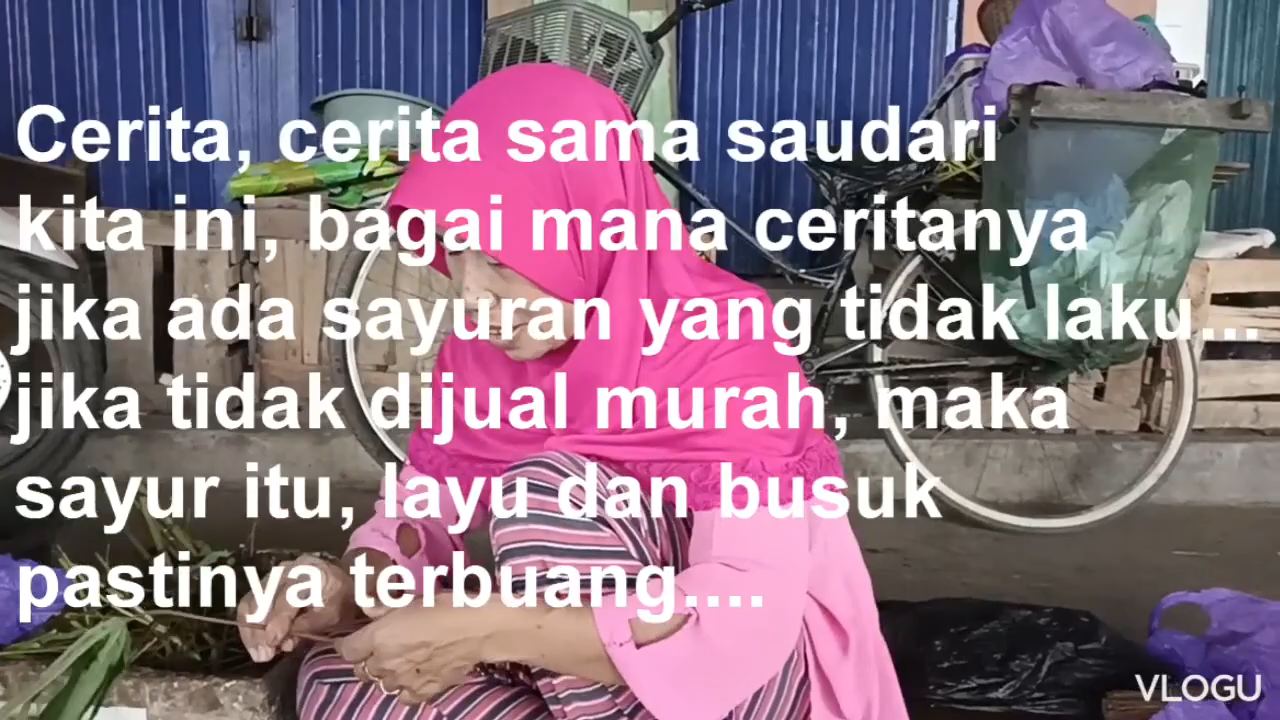 Cerita, cerita sama saudari
kita ini, bagai mana ceritanya
jika ada sayuran yang tidak laku...
jika tidak dijual murah, maka
sayur itu, layu dan busuk
pastinya terbuang....
VLOGU